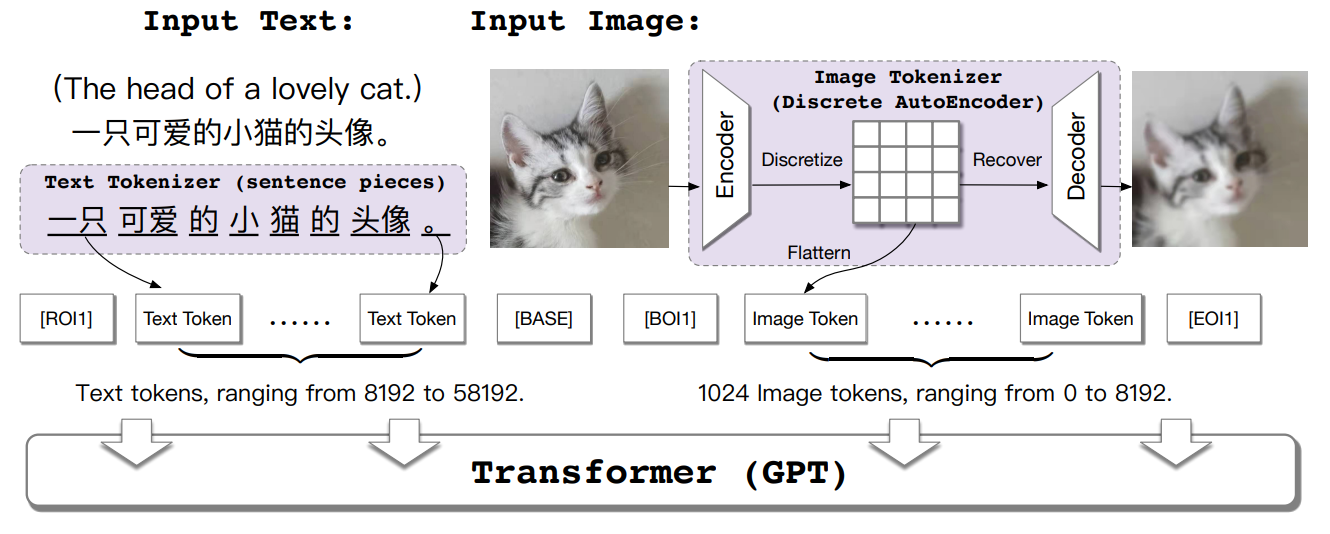 Input Text:
Input Image:
(The head of a lovely cat.)
一只可爱的小猫的头像。
Text Tokenizer (sentence pieces)
一只 可爱 的 小 猫 的 头像 。
Image Tokenizer
(Discrete AutoEncoder)
Encoder
Discretize
Recover
Decoder
Flattern
[ROI1]
Text Token
......
Text Token
[BASE]
[BOI1]
Image Token
......
Image Token
[EOI1]
Text tokens, ranging from 8192 to 58192.
1024 Image tokens, ranging from 0 to 8192.
Transformer (GPT)